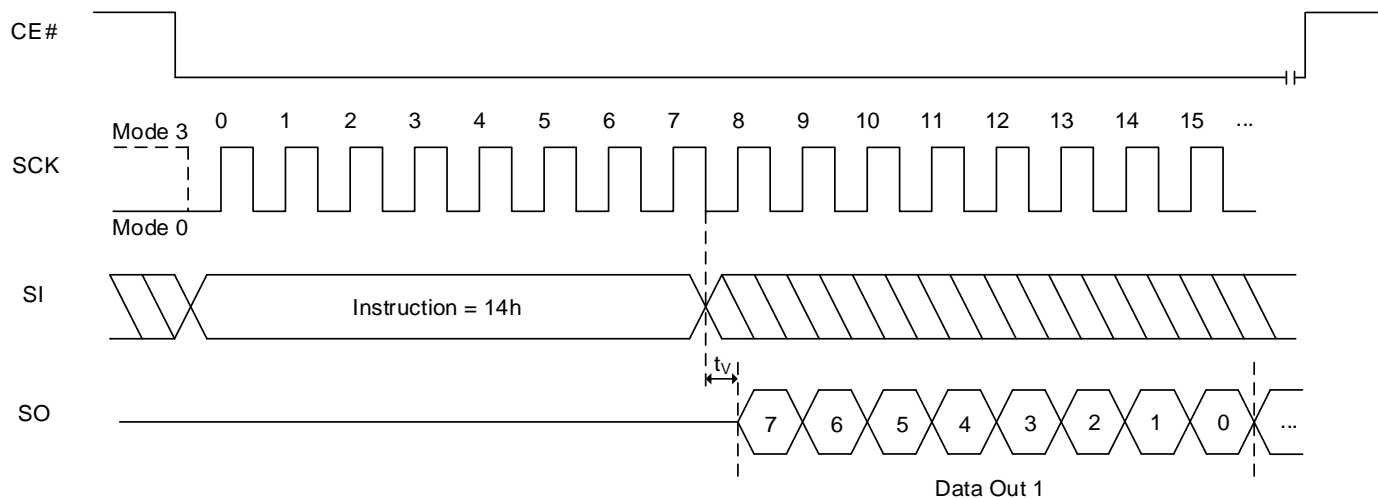 CE#
0 1 2 3 4 5 6 7 8 9 10 11 12 13 14 15 ...
Mode 3
SCK
Mode 0
SI
Instruction = 14h
tV
SO
7 6 5 4 3 2 1 0 ...
Data Out 1